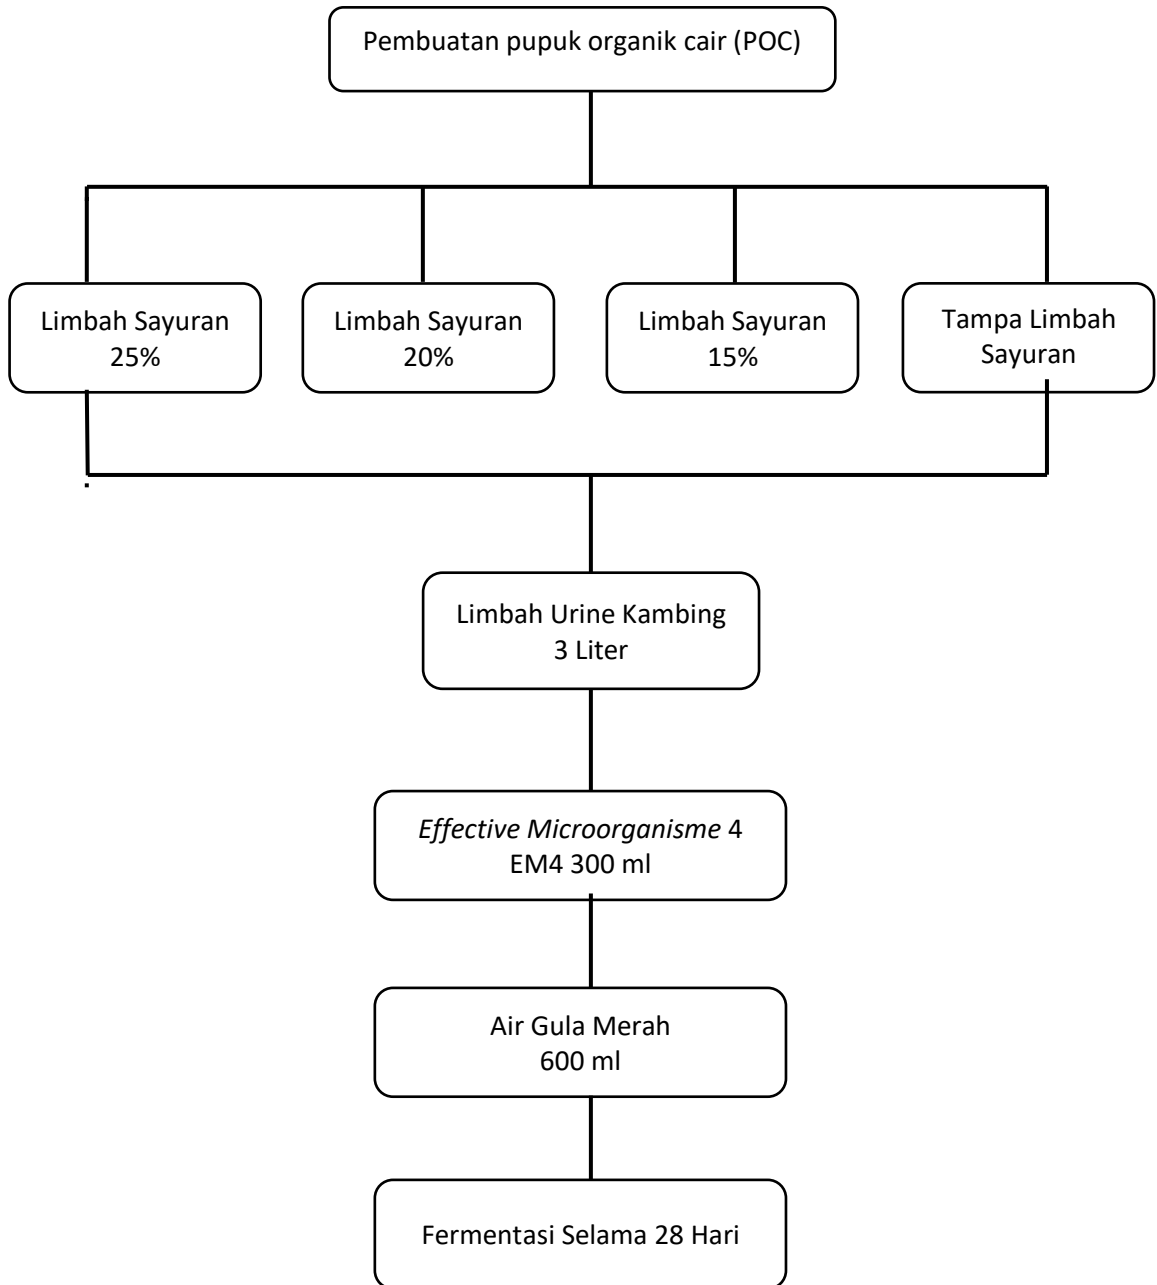 Pembuatan pupuk organik cair (POC)
Limbah Sayuran
25%
Limbah Sayuran
20%
Limbah Sayuran
15%
Tampa Limbah
Sayuran
Limbah Urine Kambing
3 Liter
Effective Microorganisme 4
EM4 300 ml
Air Gula Merah
600 ml
Fermentasi Selama 28 Hari